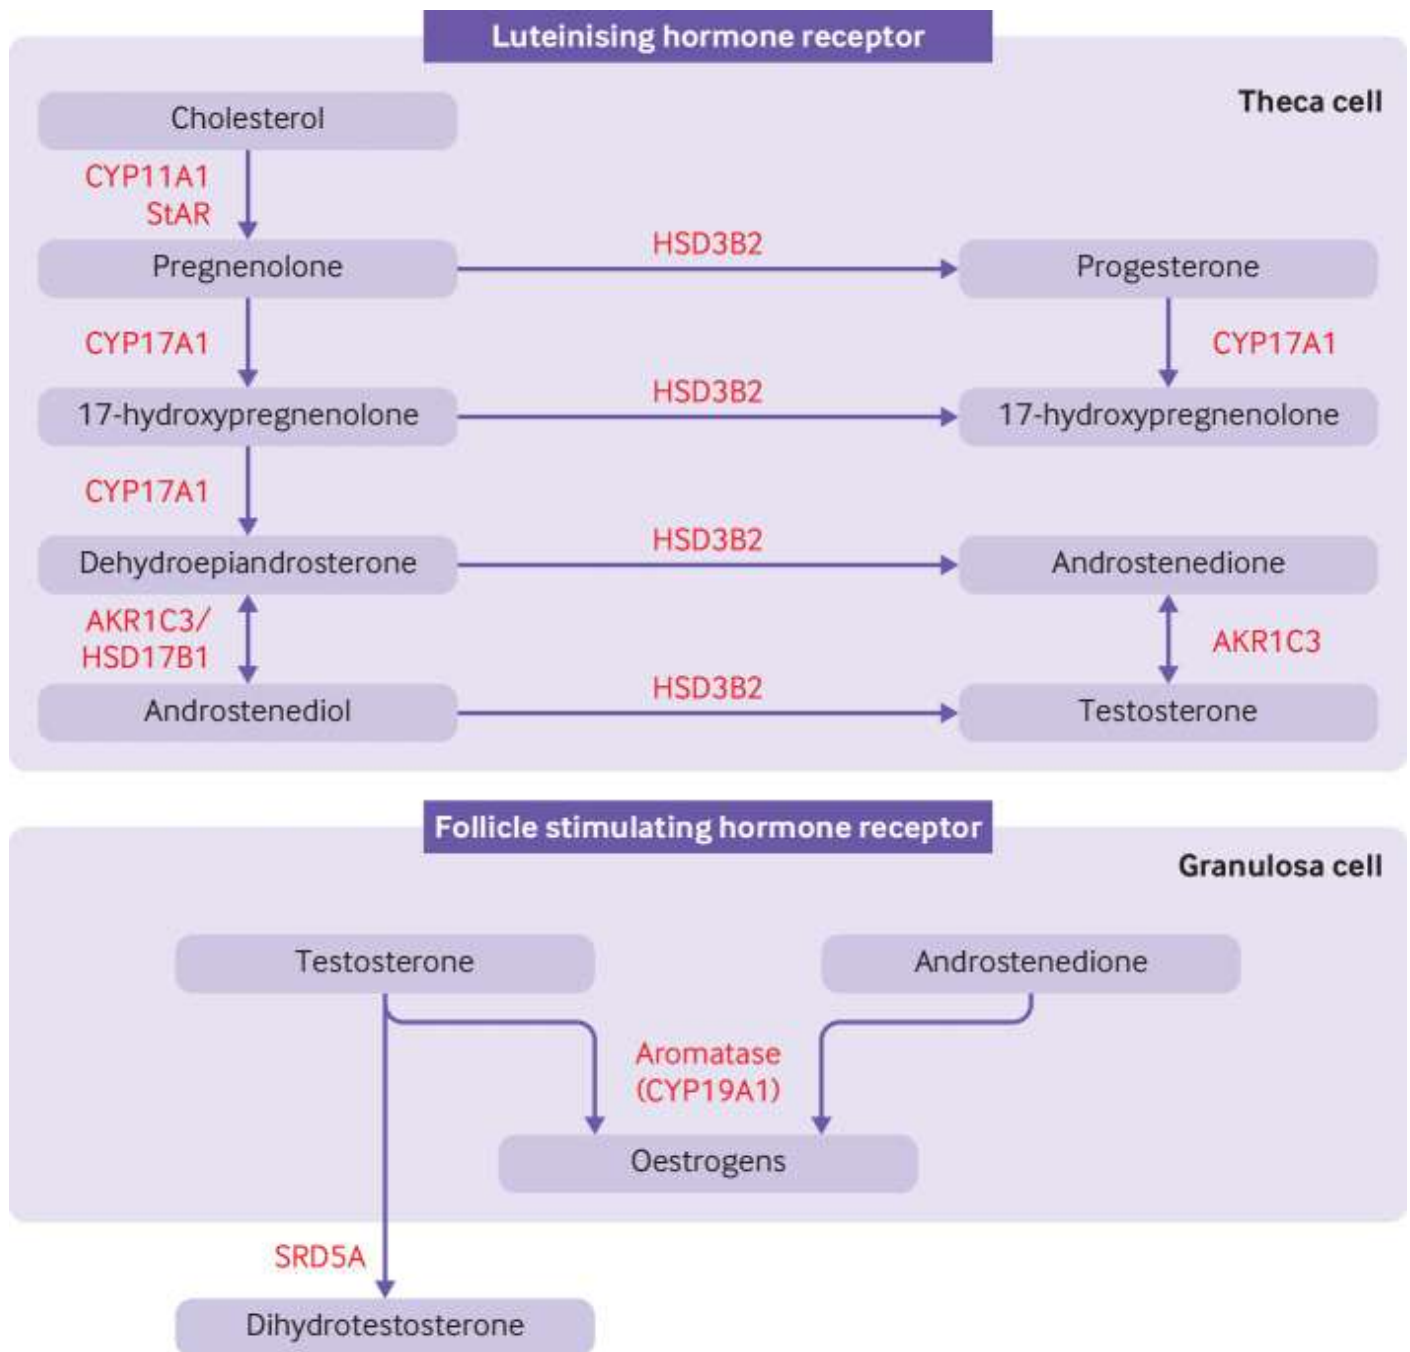 Luteinising hormone receptor
Theca cell
Cholesterol
CYP11A1
StAR
HSD3B2
Pregnenolone
Progesterone
CYP17A1
CYP17A1
HSD3B2
17-hydroxypregnenolone
17-hydroxypregnenolone
CYP17A1
HSD3B2
Dehydroepiandrosterone
Androstenedione
AKR1C3/
HSD17B1
AKR1C3
HSD3B2
Androstenediol
Testosterone
Follicle stimulating hormone receptor
Granulosa cell
Testosterone
Androstenedione
Aromatase
(CYP19A1)
Oestrogens
SRD5A
Dihydrotestosterone